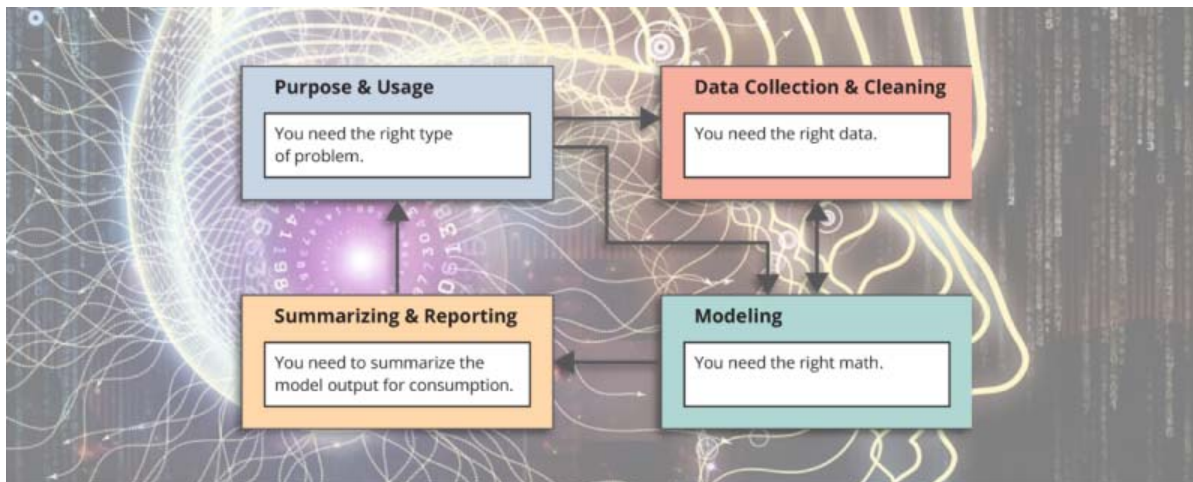 Purpose & Usage
You need the right type
of problem.
Data Collection & Cleaning
You need the right data.
Summarizing & Reporting
You need to summarize the
model output for consumption.
Modeling
You need the right math.